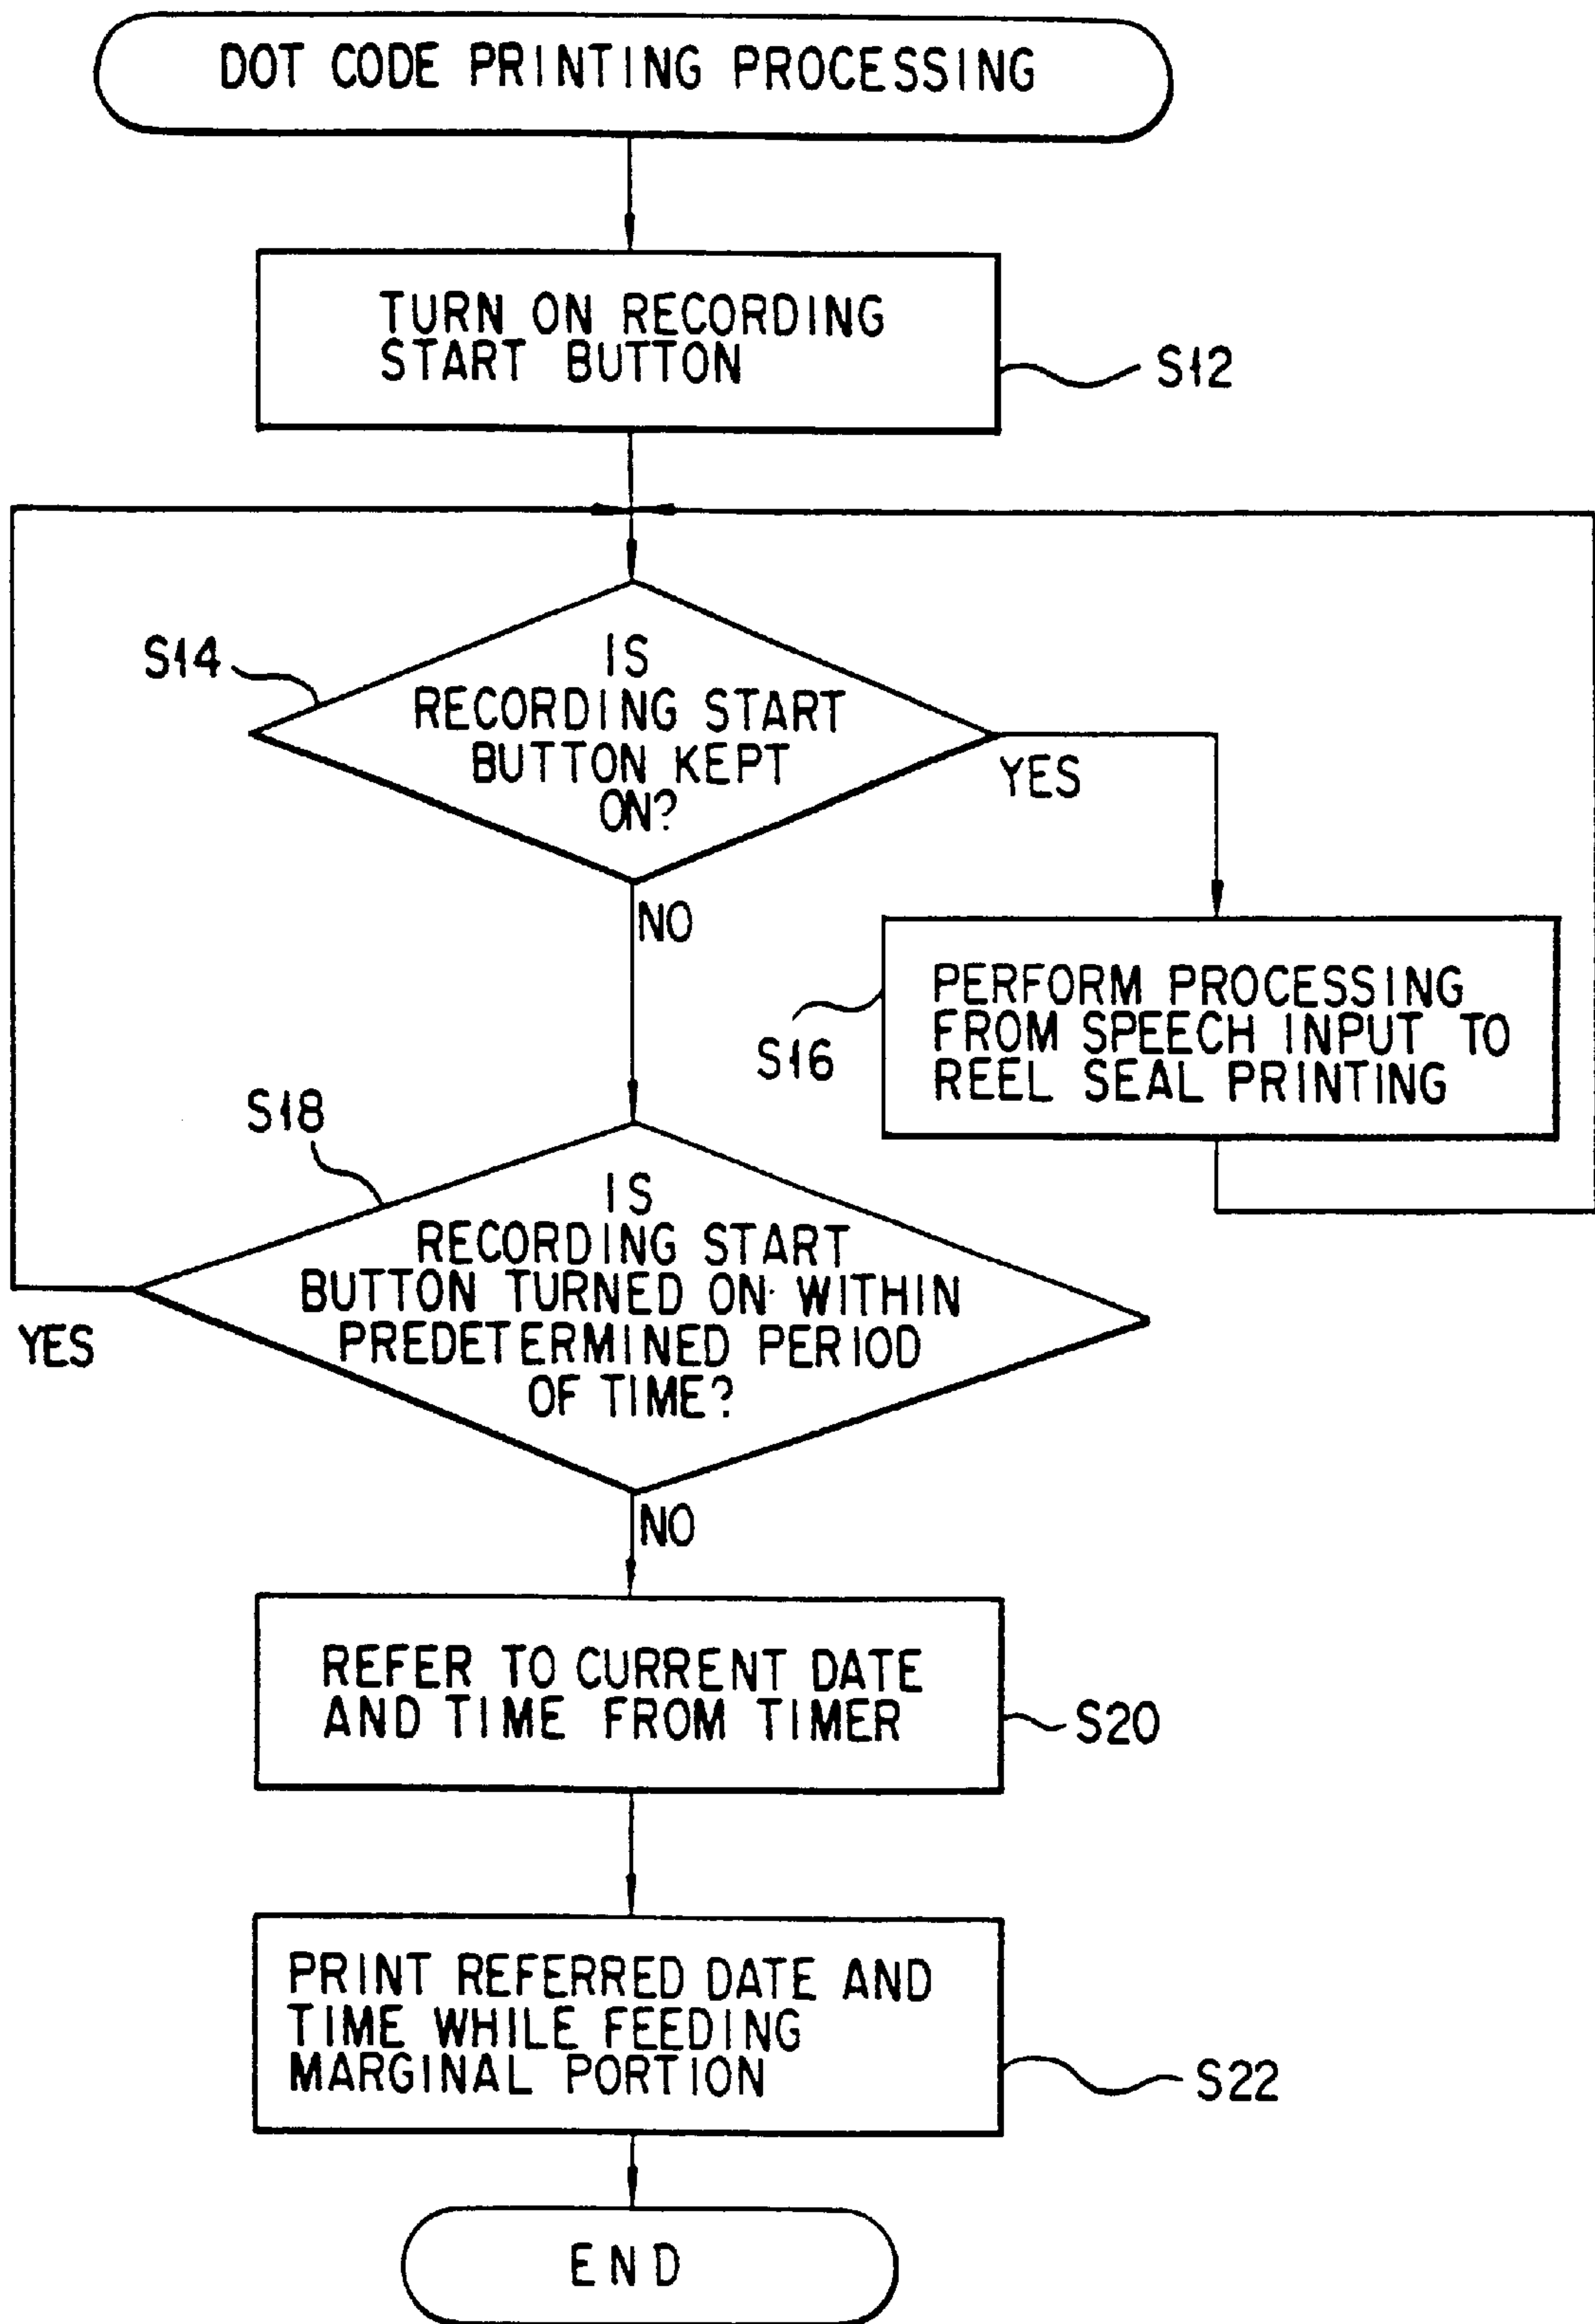 DOT CODE PRINTING PROCESSING
TURN ON RECORDING
START BUTTON
S12
S14
IS
RECORDING START
BUTTON KEPT
ON?
YES
NO
PERFORM PROCESSING
FROM SPEECH INPUT TO
REEL SEAL PRINTING
S16
S18
IS
RECORDING START
BUTTON TURNED ON WITHIN
PREDETERMINED PERIOD
OF TIME?
YES
NO
REFER TO CURRENT DATE
AND TIME FROM TIMER
S20
PRINT REFERRED DATE AND
TIME WHILE FEEDING
MARGINAL PORTION
S22
END